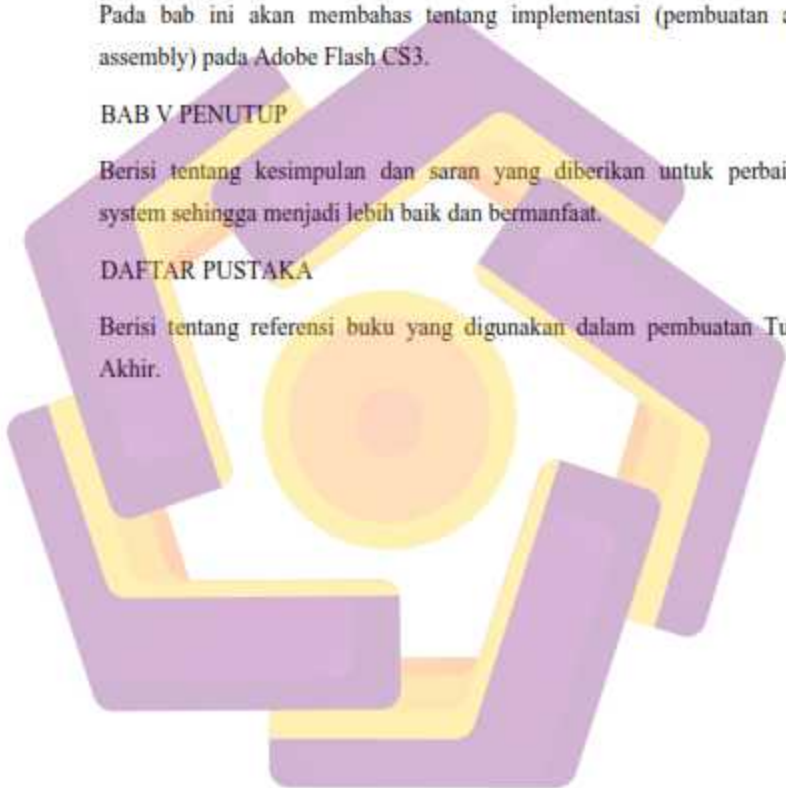 Pada bab ini akan membahas tentang implementasi (pembuatan
assembly) pada Adobe Flash CS3.
BAB V PENUTUP
Berisi tentang kesimpulan dan saran yang diberikan untuk
system sehingga menjadi lebih baik dan bermanfaat.
DAFTAR PUSTAKA
Berisi tentang referensi buku yang digunakan dalam pembuatan
Akhir.